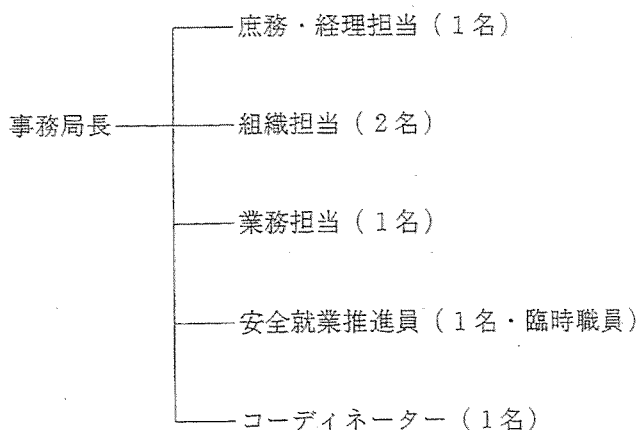 庶務・経理担当（1名）
事務局長
組織担当（2名）
業務担当（1名）
安全就業推進員（1名・臨時職員）
コーディネーター（1名）